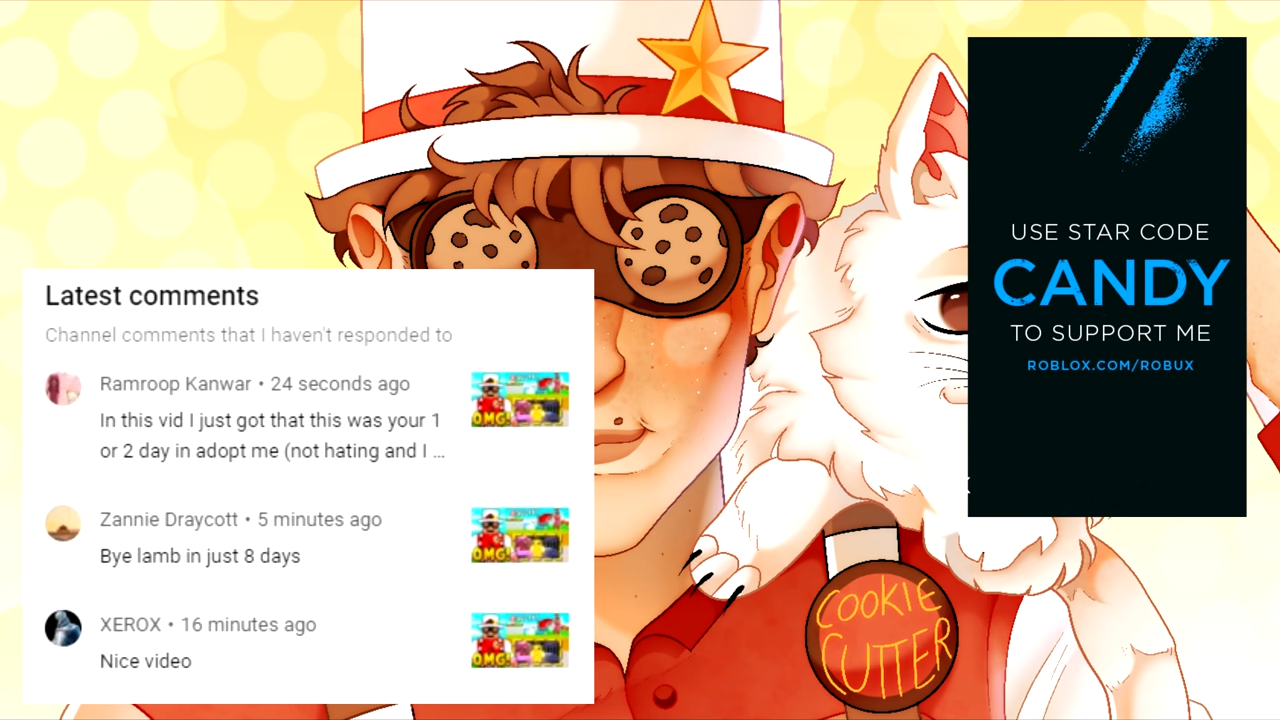 Latest comments
Channel comments that I haven't responded to
Ramroop Kanwar • 24 seconds ago
In this vid I just got that this was your 1
or 2 day in adopt me (not hating and I ...
OMG!
Zannie Draycott • 5 minutes ago
Bye lamb in just 8 days
OMG!
XEROX • 16 minutes ago
Nice video
OMG!
USE STAR CODE
CANDY
TO SUPPORT ME
ROBLOX.COM/ROBUX
COOKIE
CUTTER